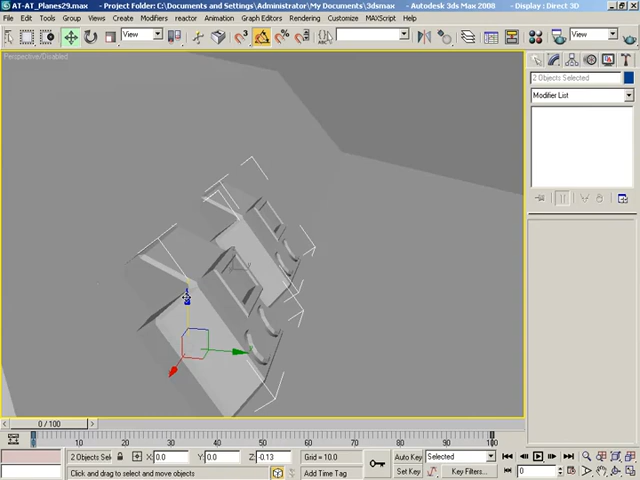 AT-AT_Planes29.max - Project Folder: C:\Documents and Settings\Administrator\My Documents\3dsmax - Autodesk 3ds Max 2008 - Display : Direct 3D
File Edit Tools Group Views Create Modifiers reactor Animation Graph Editors Rendering Customize MAXScript Help
View
View
Perspective/Disabled
2 Objects Selected
Modifier List
0 / 100
0 10 20 30 40 50 60 70 80 90 100
2 Objects Sel X: 0.0 Y: 0.0 Z: -0.13 Grid = 10.0 Auto Key Selected
Click and drag to select and move objects Add Time Tag Set Key Key Filters... 0